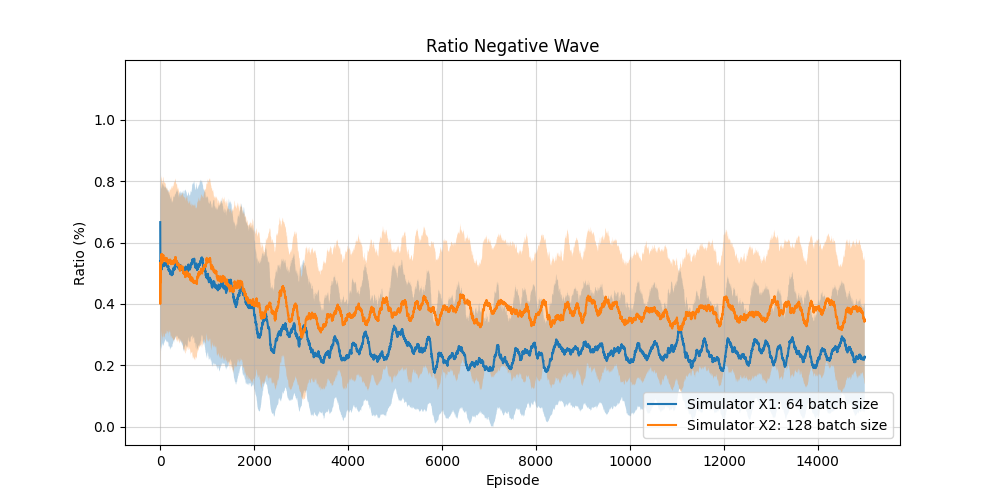 Ratio Negative Wave
Ratio (%)
1.0
0.8
0.6
0.4
0.2
0.0
0 2000 4000 6000 8000 10000 12000 14000
Episode
Simulator X1: 64 batch size
Simulator X2: 128 batch size